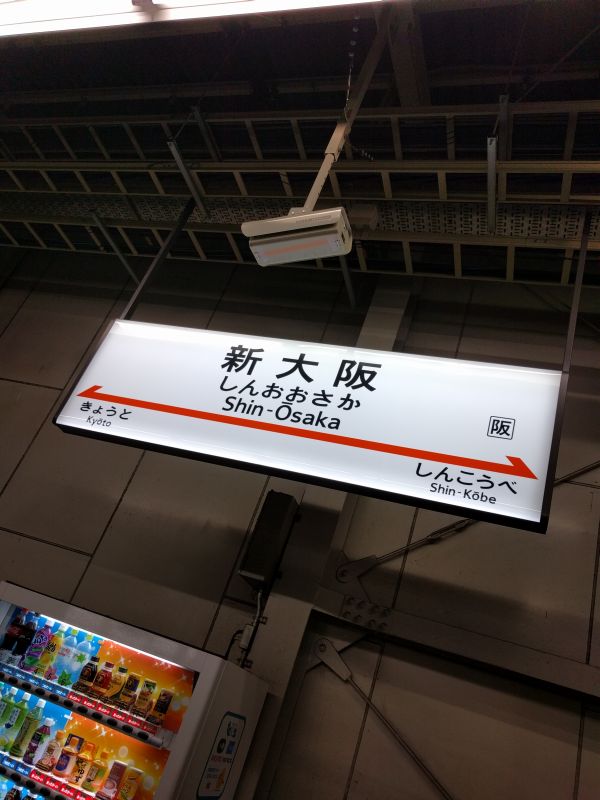 新大阪
しんおおさか
Shin-Ōsaka
きょうと
Kyōto
阪
しんこうべ
Shin-Kōbe